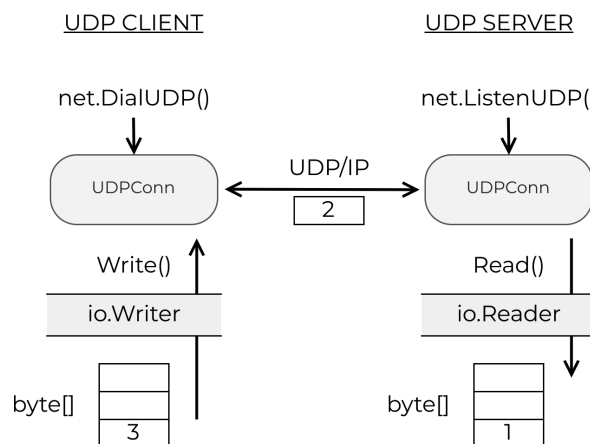 UDP CLIENT
UDP SERVER
net.DialUDP()
net.ListenUDP(
UDPConn
UDP/IP
UDPConn
2
Write()
Read()
io.Writer
io.Reader
byte[]
3
byte[]
1